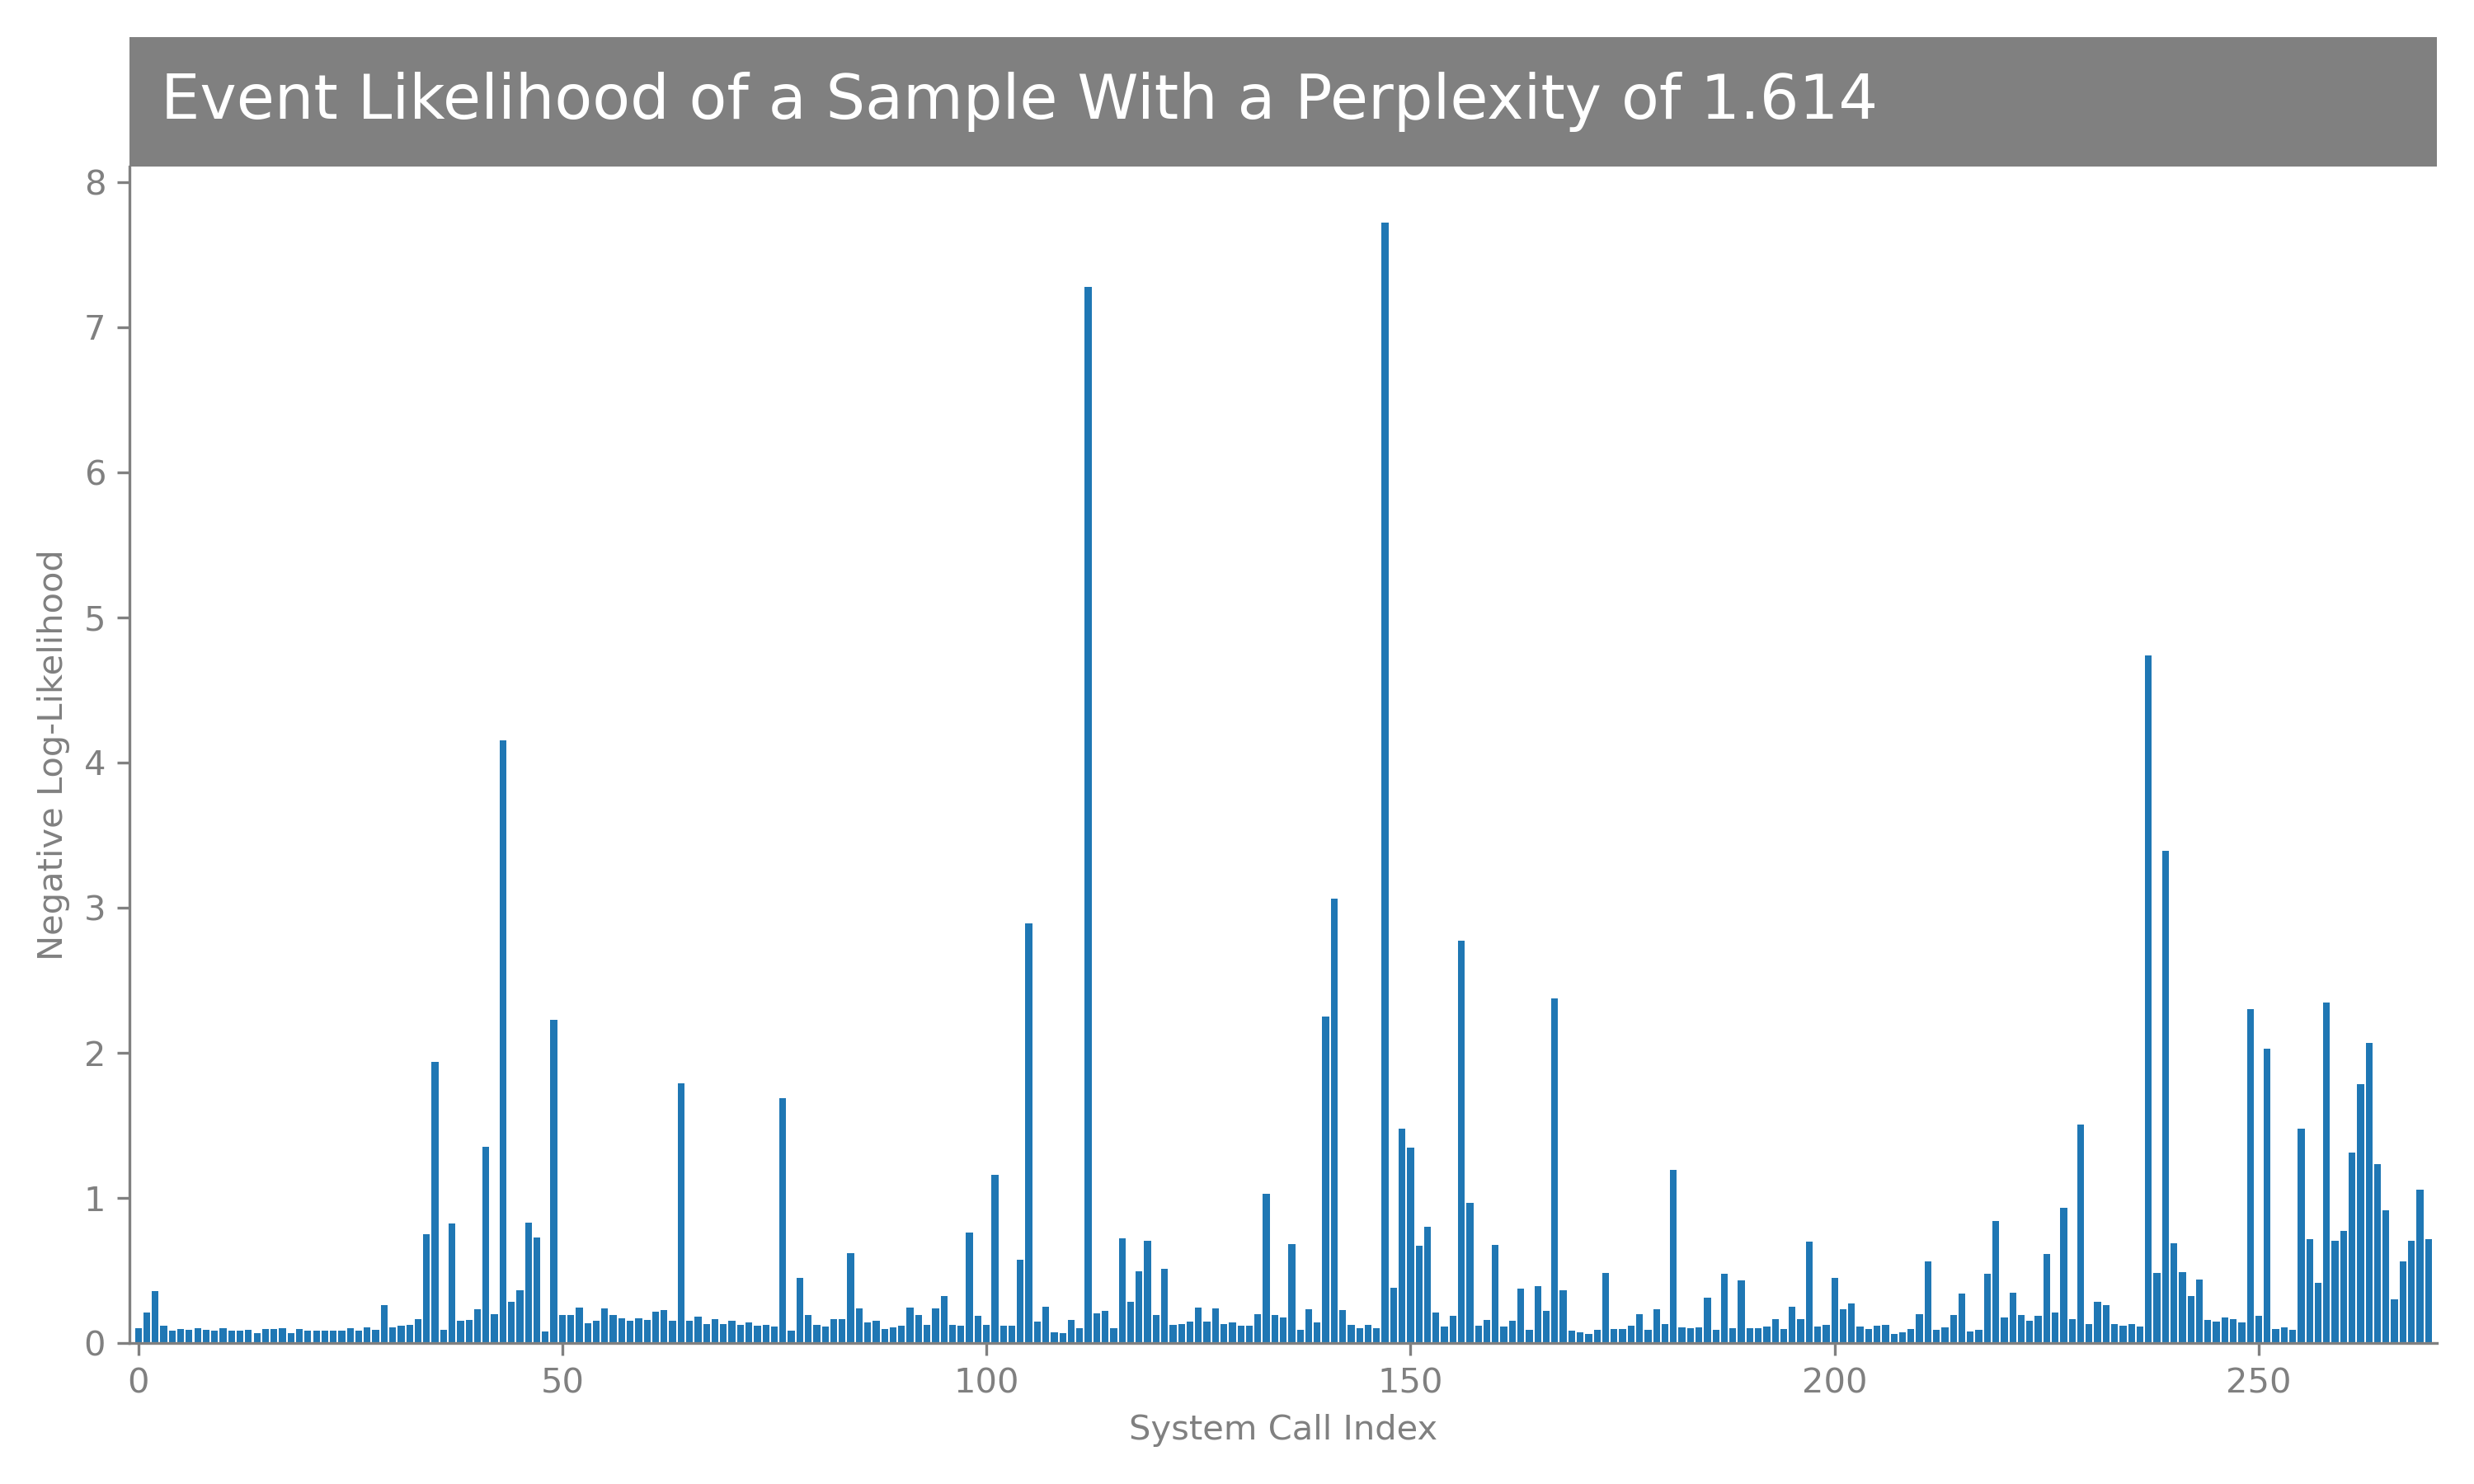 Event Likelihood of a Sample With a Perplexity of 1.614
8
7
6
5
4
3
2
1
0
Negative Log-Likelihood
0 50 100 150 200 250
System Call Index